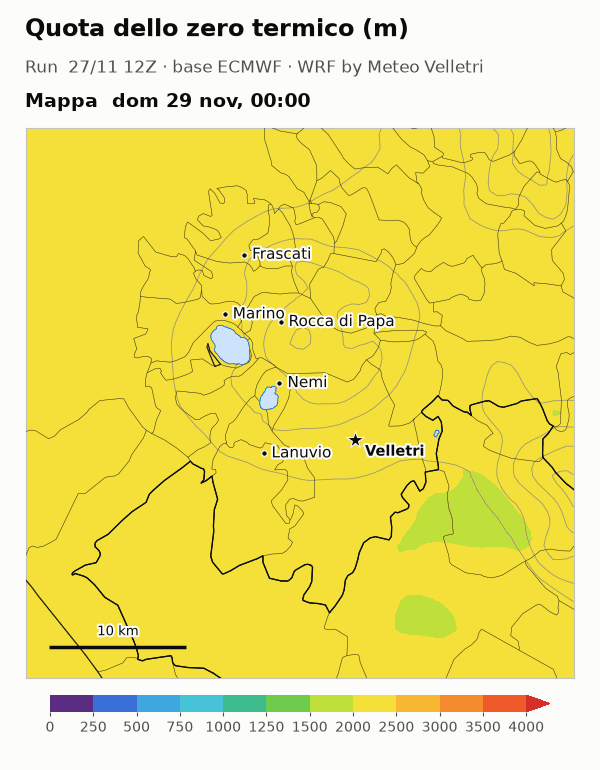 Quota dello zero termico (m)
Run  27/11 12Z · base ECMWF · WRF by Meteo Velletri
Mappa  dom 29 nov, 00:00
Frascati
Marino
Rocca di Papa
Nemi
Velletri
Lanuvio
10 km
0 250 500 750 1000 1250 1500 2000 2500 3000 3500 4000